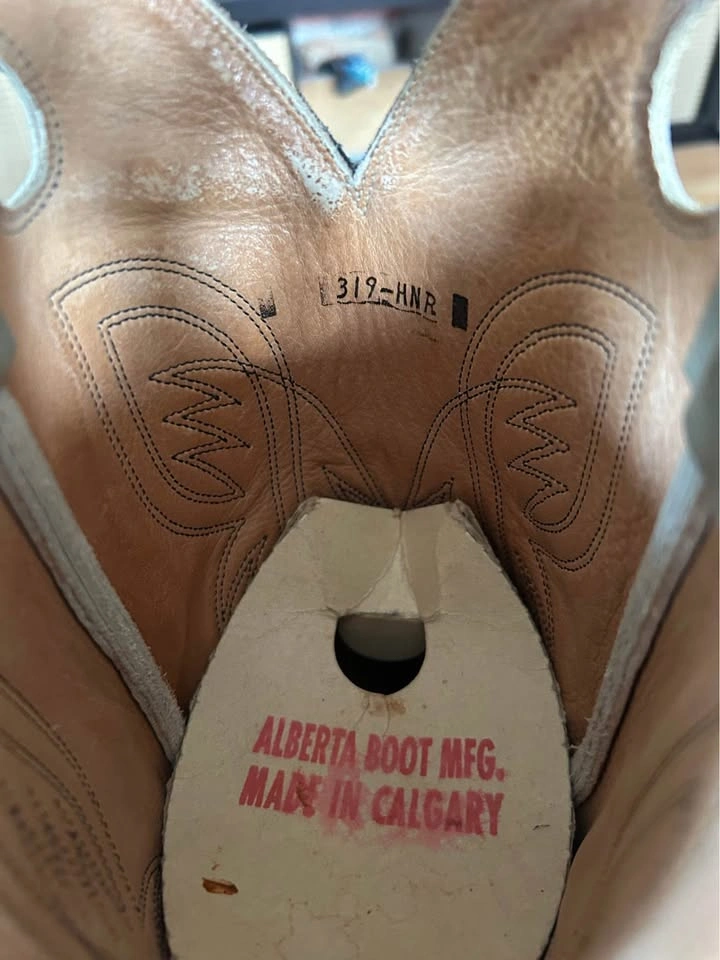 319-HNR
ALBERTA BOOT MFG.
MADE IN CALGARY